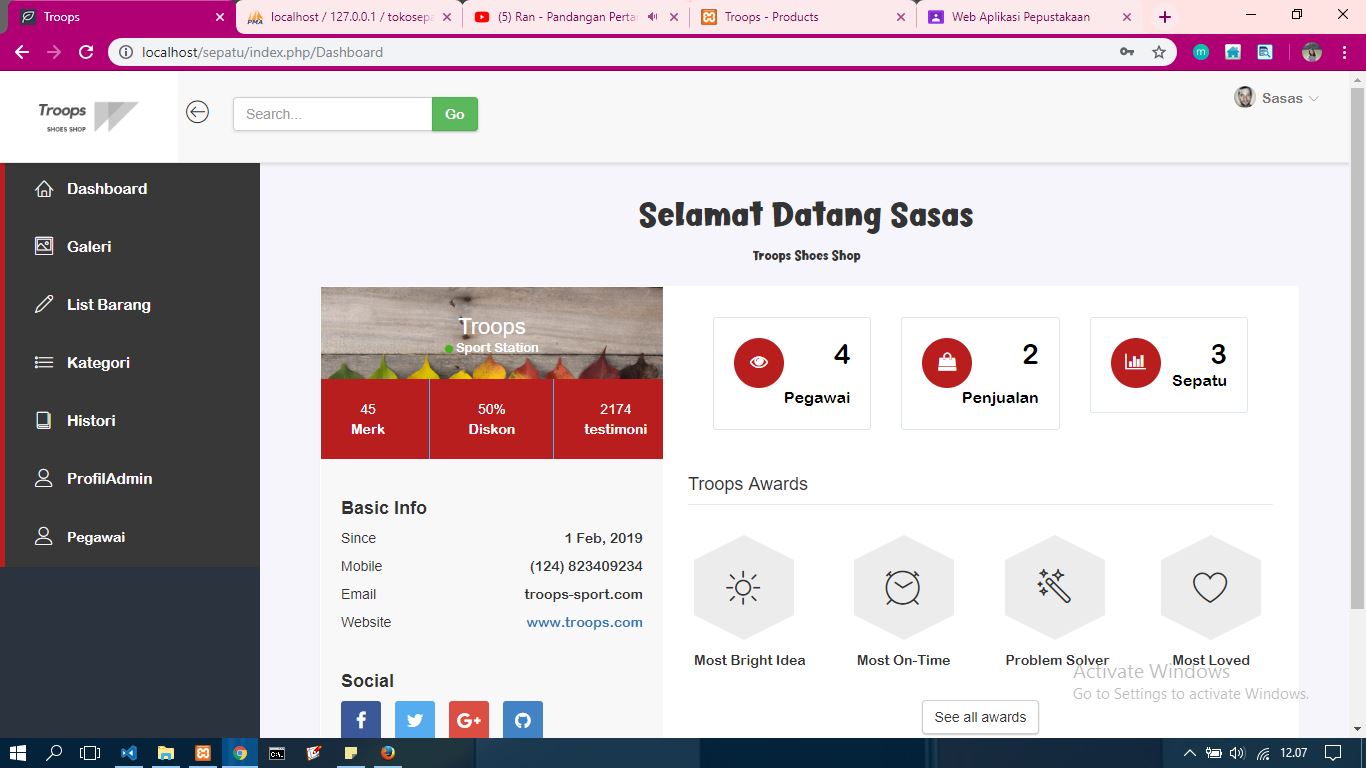 Troops
localhost / 127.0.0.1 / tokosepa
(5) Ran - Pandangan Pertan
Troops - Products
Web Aplikasi Pepustakaan
localhost/sepatu/index.php/Dashboard
Troops
SHOES SHOP
Search...
Go
Sasas
Dashboard
Galeri
List Barang
Kategori
Histori
ProfilAdmin
Pegawai
Selamat Datang Sasas
Troops Shoes Shop
Troops
Sport Station
45
Merk
50%
Diskon
2174
testimoni
Basic Info
Since 1 Feb, 2019
Mobile (124) 823409234
Email troops-sport.com
Website www.troops.com
Social
4
Pegawai
2
Penjualan
3
Sepatu
Troops Awards
Most Bright Idea
Most On-Time
Problem Solver
Most Loved
See all awards
Activate Windows
Go to Settings to activate Windows.
12.07